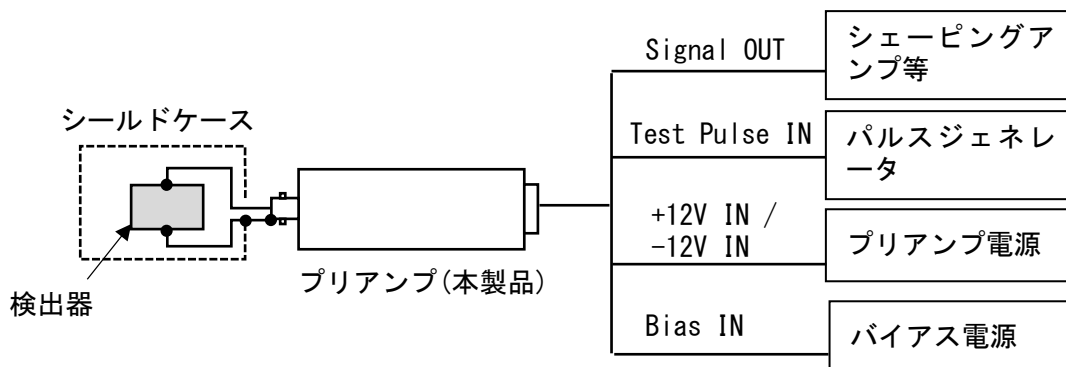 Signal OUT
シェーピングア
ンプ等
シールドケース
Test Pulse IN
パルスジェネレ
ータ
+12V IN /
-12V IN
プリアンプ電源
プリアンプ(本製品)
検出器
Bias IN
バイアス電源